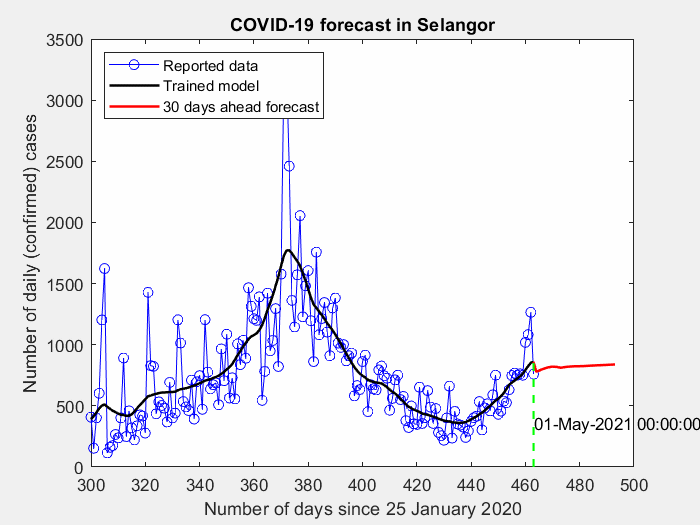 COVID-19 forecast in Selangor
3500
3000
2500
2000
1500
1000
500
0
Number of daily (confirmed) cases
Reported data
Trained model
30 days ahead forecast
01-May-2021 00:00:00
300 320 340 360 380 400 420 440 460 480 500
Number of days since 25 January 2020